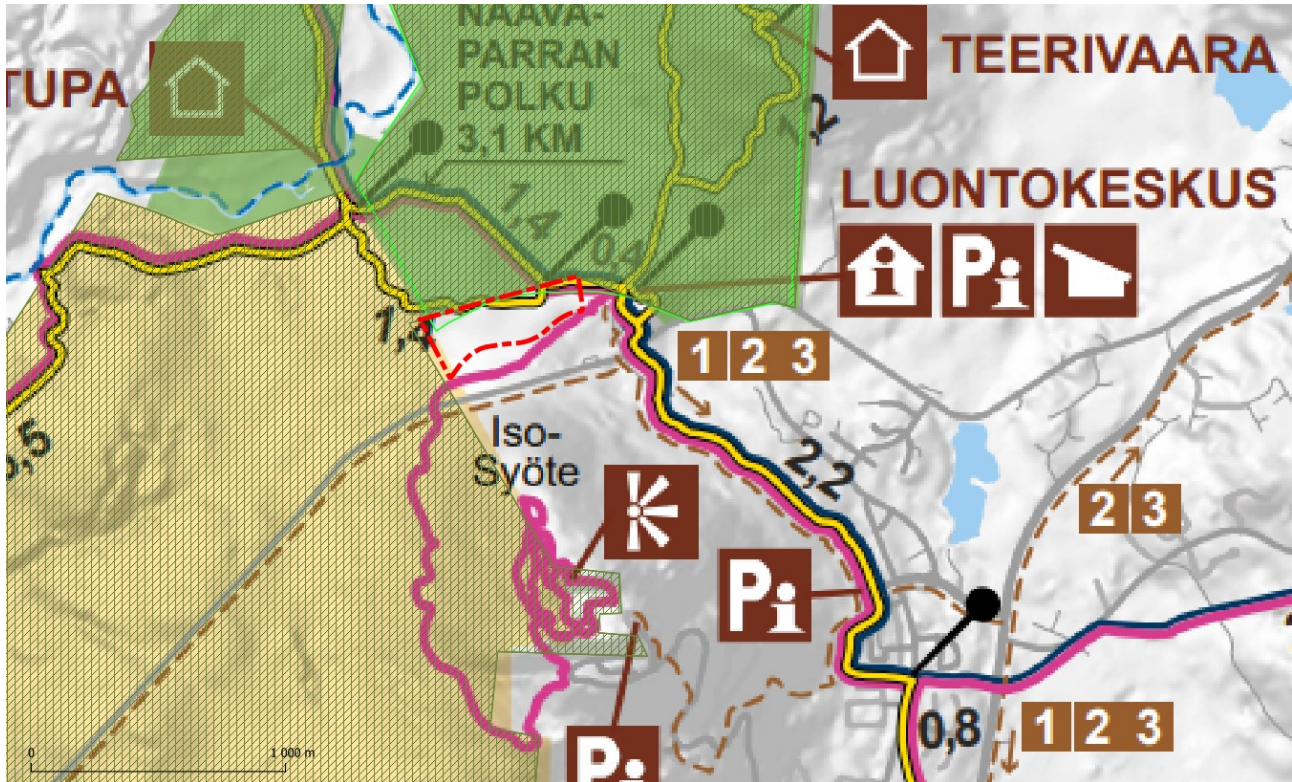 NAAVA-
PARRAN
POLKU
3,1 KM
TEERIVAARA
TUPA
LUONTOKESKUS
P i
1,4
0,4
1,4
1 2 3
Iso-
Syöte
2,2
2 3
P i
0,8
1 2 3
P i
0
1 000 m